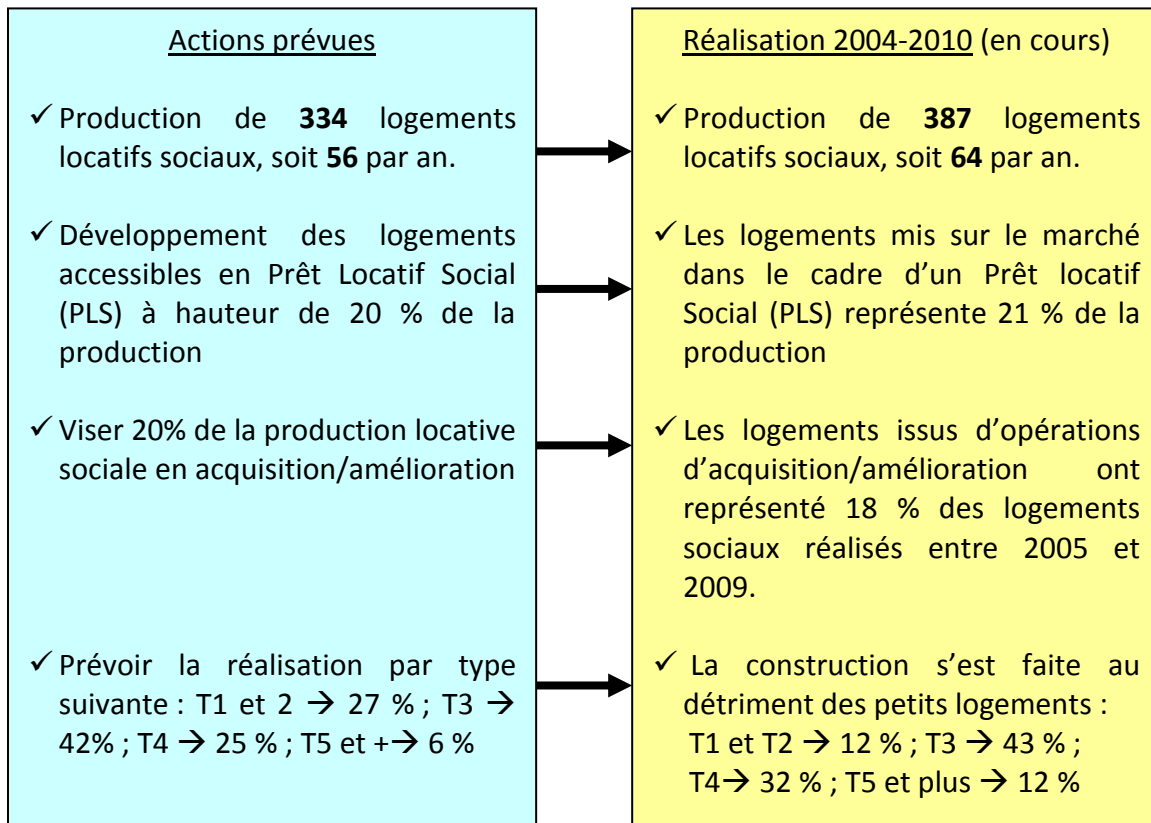 Actions prévues
✓ Production de 334 logements
locatifs sociaux, soit 56 par an.
✓ Développement des logements
accessibles en Prêt Locatif Social
(PLS) à hauteur de 20 % de la
production
✓ Viser 20% de la production locative
sociale en acquisition/amélioration
✓ Prévoir la réalisation par type
suivante : T1 et 2 → 27 % ; T3 →
42% ; T4 → 25 % ; T5 et +→ 6 %
Réalisation 2004-2010 (en cours)
✓ Production de 387 logements
locatifs sociaux, soit 64 par an.
✓ Les logements mis sur le marché
dans le cadre d’un Prêt locatif
Social (PLS) représente 21 % de la
production
✓ Les logements issus d’opérations
d’acquisition/amélioration ont
représenté 18 % des logements
sociaux réalisés entre 2005 et
2009.
✓ La construction s’est faite au
détriment des petits logements :
T1 et T2 → 12 % ; T3 → 43 % ;
T4→ 32 % ; T5 et plus → 12 %